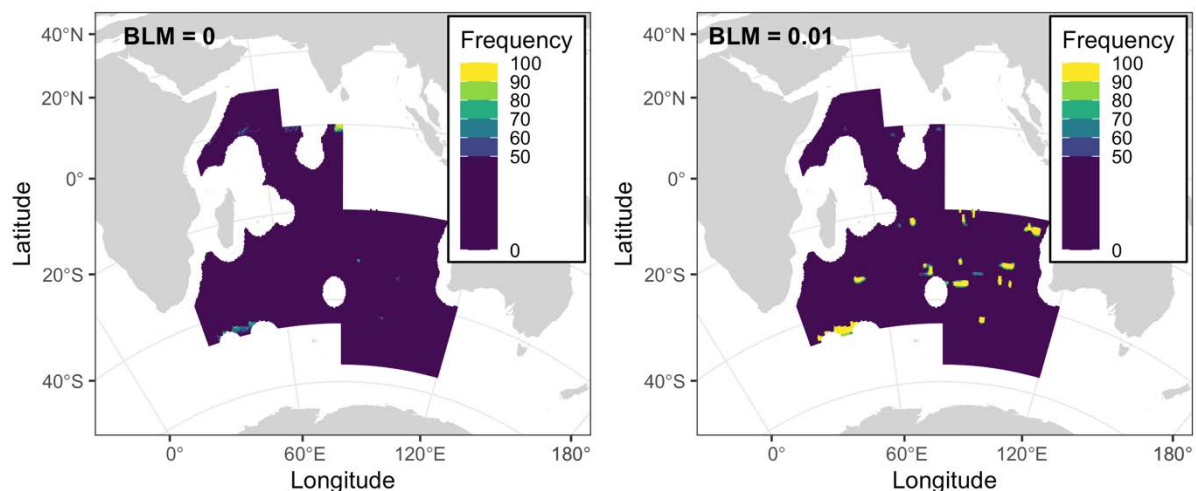 BLM = 0
Frequency
100
90
80
70
60
50
0
40°N
20°N
0°
20°S
40°S
Latitude
0°
60°E
120°E
180°
Longitude
BLM = 0.01
Frequency
100
90
80
70
60
50
0
40°N
20°N
0°
20°S
40°S
Latitude
0°
60°E
120°E
180°
Longitude